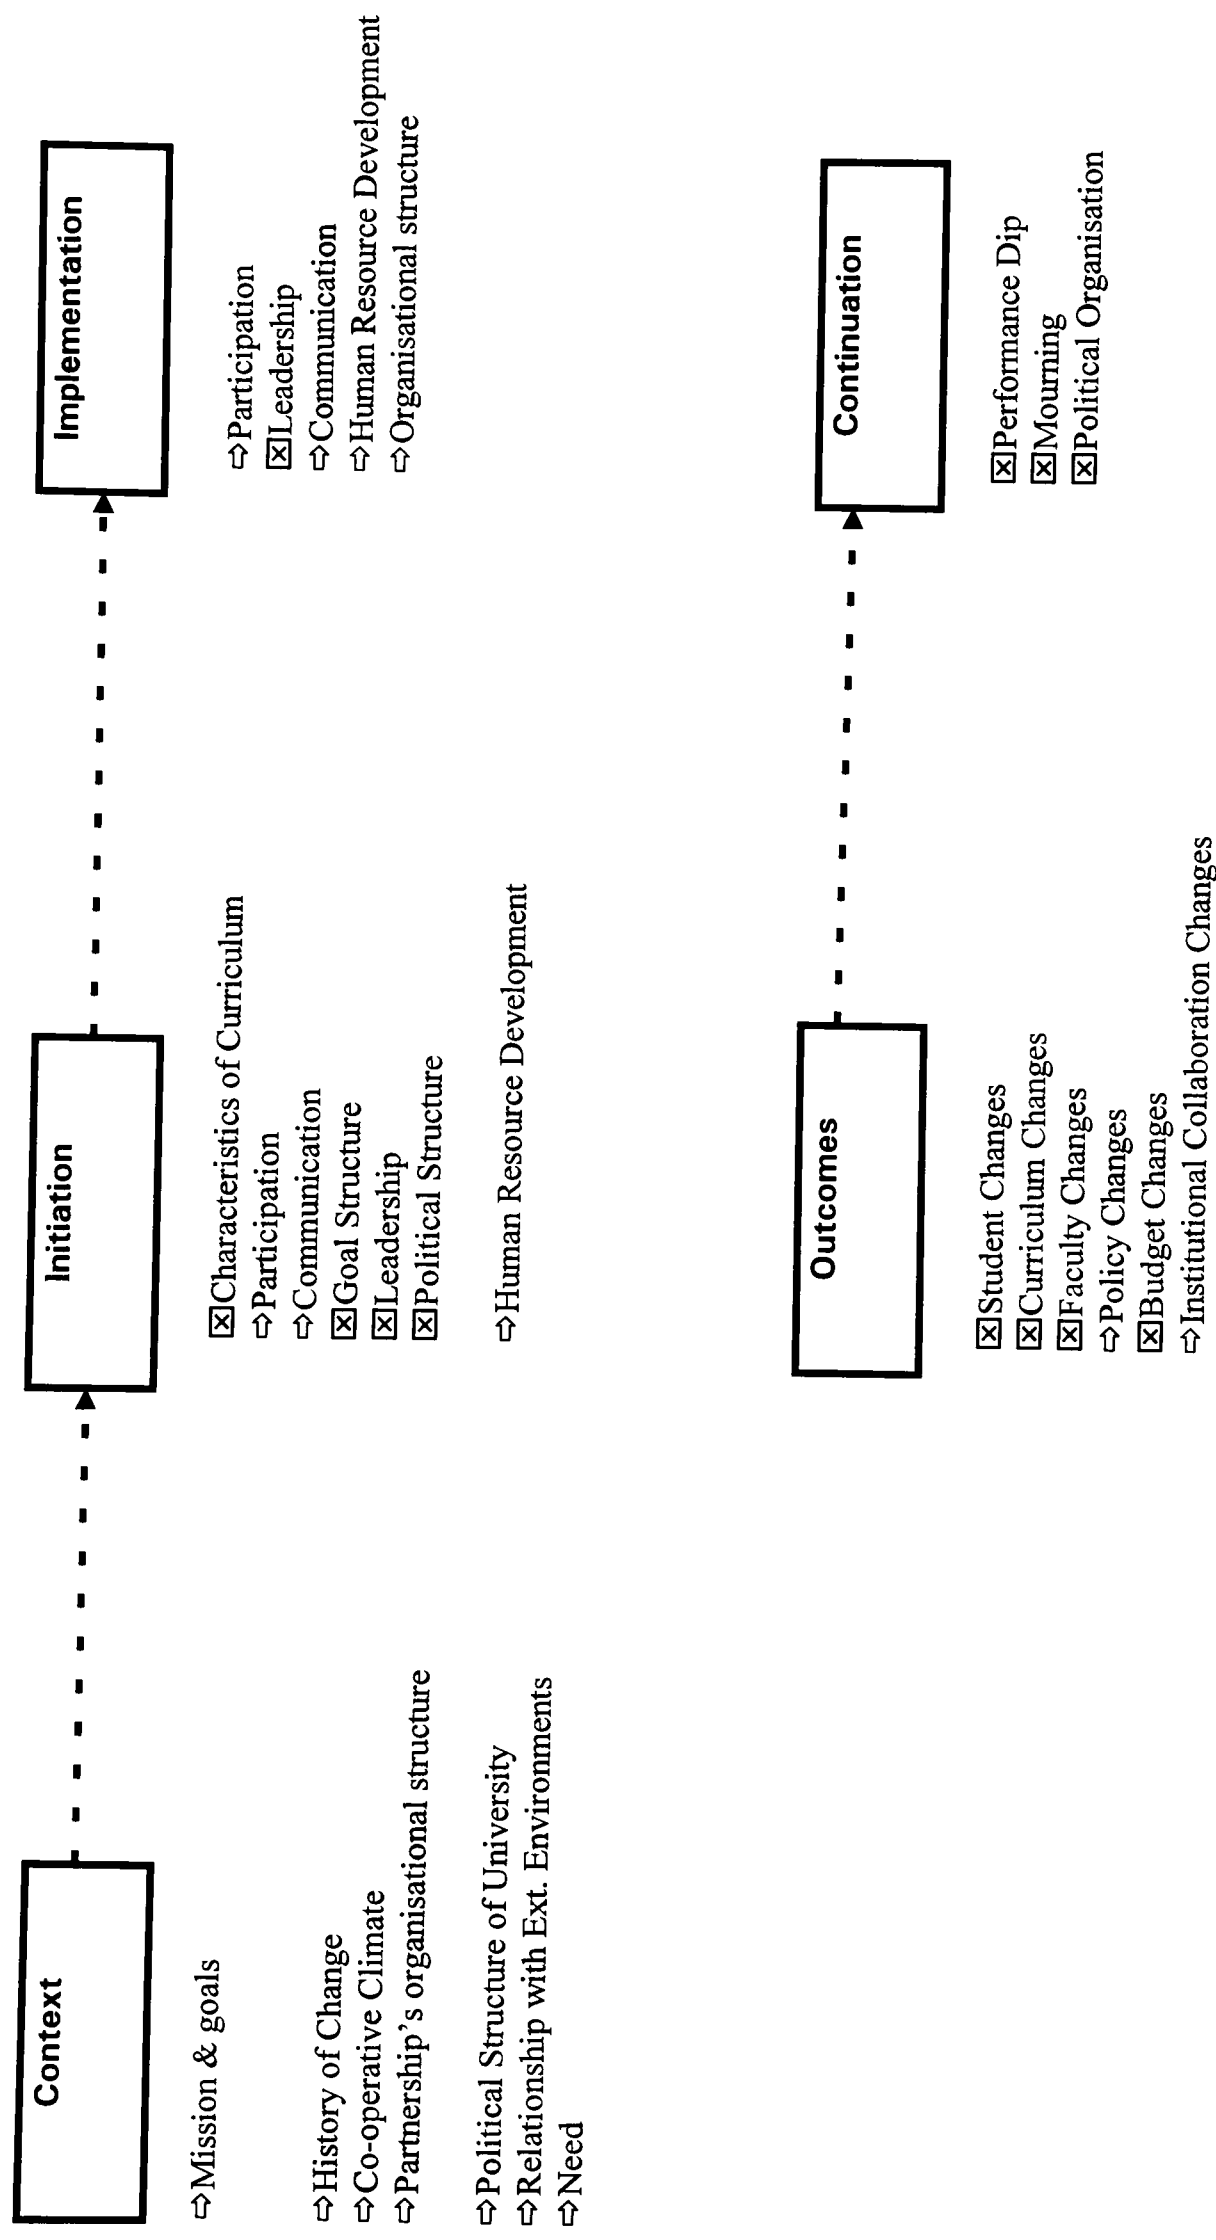 Context
⇨Mission & goals
⇨History of Change
⇨Co-operative Climate
⇨Partnership's organisational structure
⇨Political Structure of University
⇨Relationship with Ext. Environments
⇨Need
Initiation
☒Characteristics of Curriculum
⇨Participation
⇨Communication
☒Goal Structure
☒Leadership
☒Political Structure
⇨Human Resource Development
Implementation
⇨Participation
☒Leadership
⇨Communication
⇨Human Resource Development
⇨Organisational structure
Outcomes
☒Student Changes
☒Curriculum Changes
☒Faculty Changes
⇨Policy Changes
☒Budget Changes
⇨Institutional Collaboration Changes
Continuation
☒Performance Dip
☒Mourning
☒Political Organisation